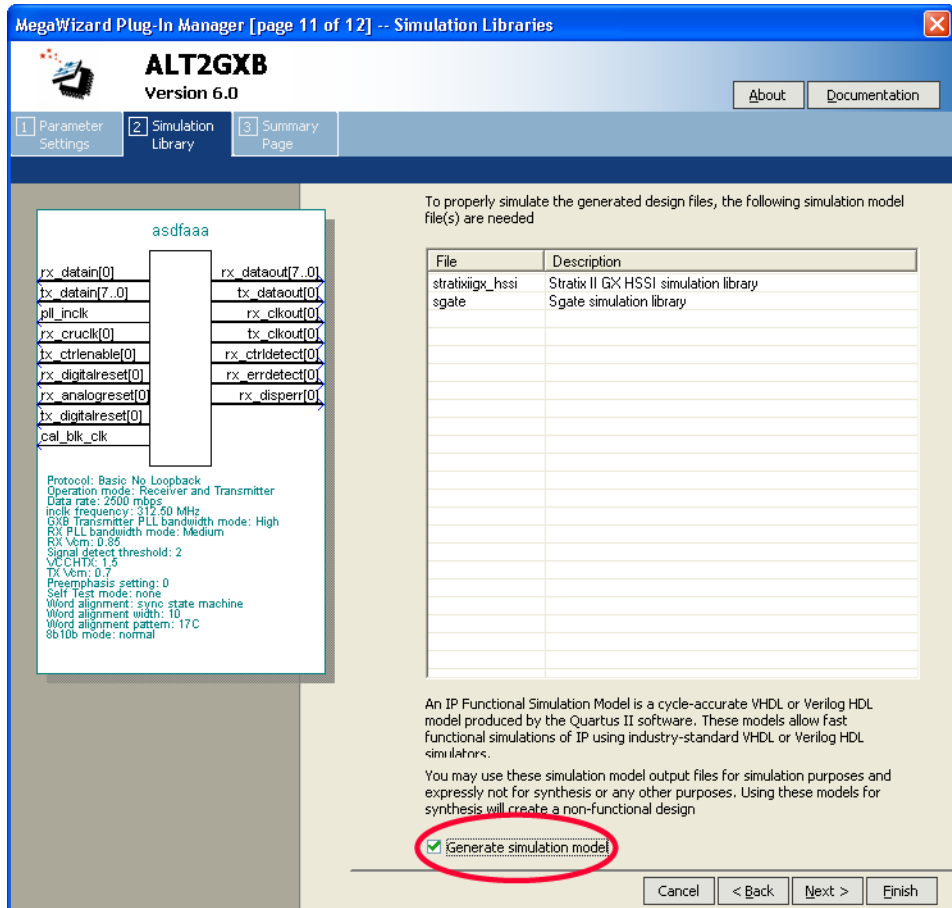 MegaWizard Plug-In Manager [page 11 of 12] -- Simulation Libraries
ALT2GXB
Version 6.0
About
Documentation
1 Parameter Settings
2 Simulation Library
3 Summary Page
To properly simulate the generated design files, the following simulation model
file(s) are needed
asdfaaa
rx_datain[0]
tx_datain[7..0]
pll_inclk
rx_cruclk[0]
tx_ctrlenable[0]
rx_digitalreset[0]
rx_analogreset[0]
tx_digitalreset[0]
cal_blk_clk
rx_dataout[7..0]
tx_dataout[0]
rx_clkout[0]
tx_clkout[0]
rx_ctrldetect[0]
rx_errdetect[0]
rx_disperr[0]
Protocol: Basic No Loopback
Operation mode: Receiver and Transmitter
Data rate: 2500 mbps
inclk frequency: 312.50 MHz
GXB Transmitter PLL bandwidth mode: High
RX PLL bandwidth mode: Medium
RX Vcm: 0.85
Signal detect threshold: 2
VCCHTX: 1.5
TX Vcm: 0.7
Preemphasis setting: 0
Self Test mode: none
Word alignment: sync state machine
Word alignment width: 10
Word alignment pattern: 17C
8b10b mode: normal
File Description
stratixiigx_hssi Stratix II GX HSSI simulation library
sgate Sgate simulation library
An IP Functional Simulation Model is a cycle-accurate VHDL or Verilog HDL
model produced by the Quartus II software. These models allow fast
functional simulations of IP using industry-standard VHDL or Verilog HDL
simulators.
You may use these simulation model output files for simulation purposes and
expressly not for synthesis or any other purposes. Using these models for
synthesis will create a non-functional design
Generate simulation model
Cancel
< Back
Next >
Finish